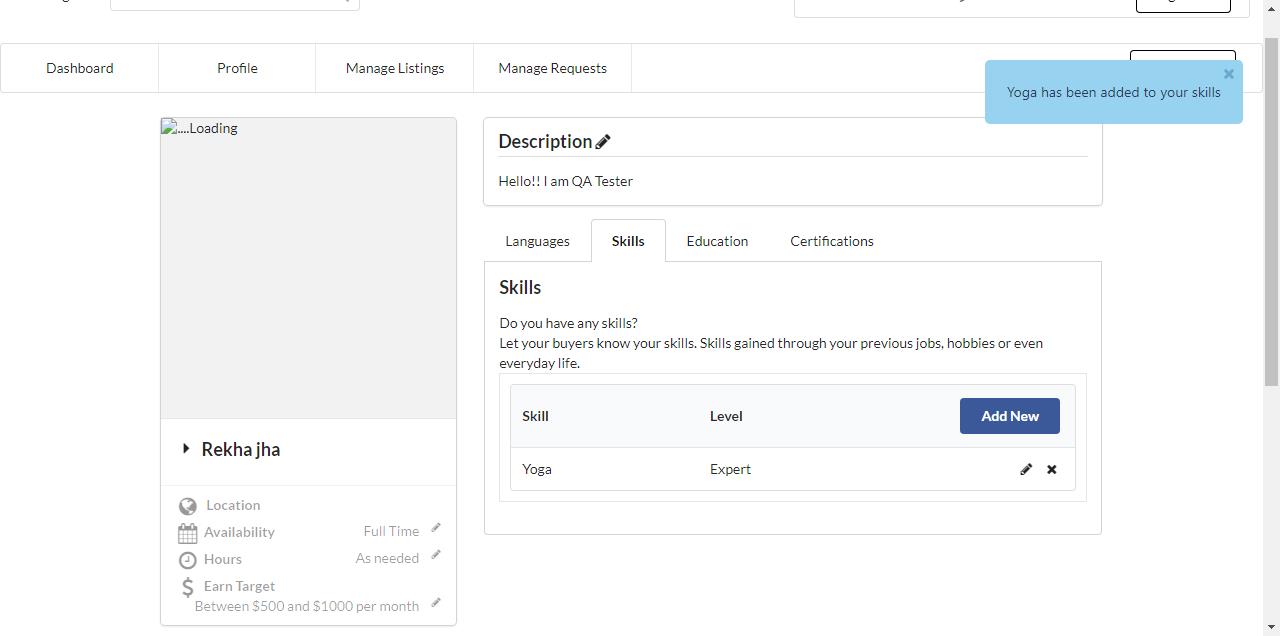 Dashboard
Profile
Manage Listings
Manage Requests
Yoga has been added to your skills
....Loading
Description
Hello!! I am QA Tester
Languages
Skills
Education
Certifications
Skills
Do you have any skills?
Let your buyers know your skills. Skills gained through your previous jobs, hobbies or even
everyday life.
Skill
Level
Add New
Yoga
Expert
Rekha jha
Location
Availability
Full Time
Hours
As needed
Earn Target
Between $500 and $1000 per month